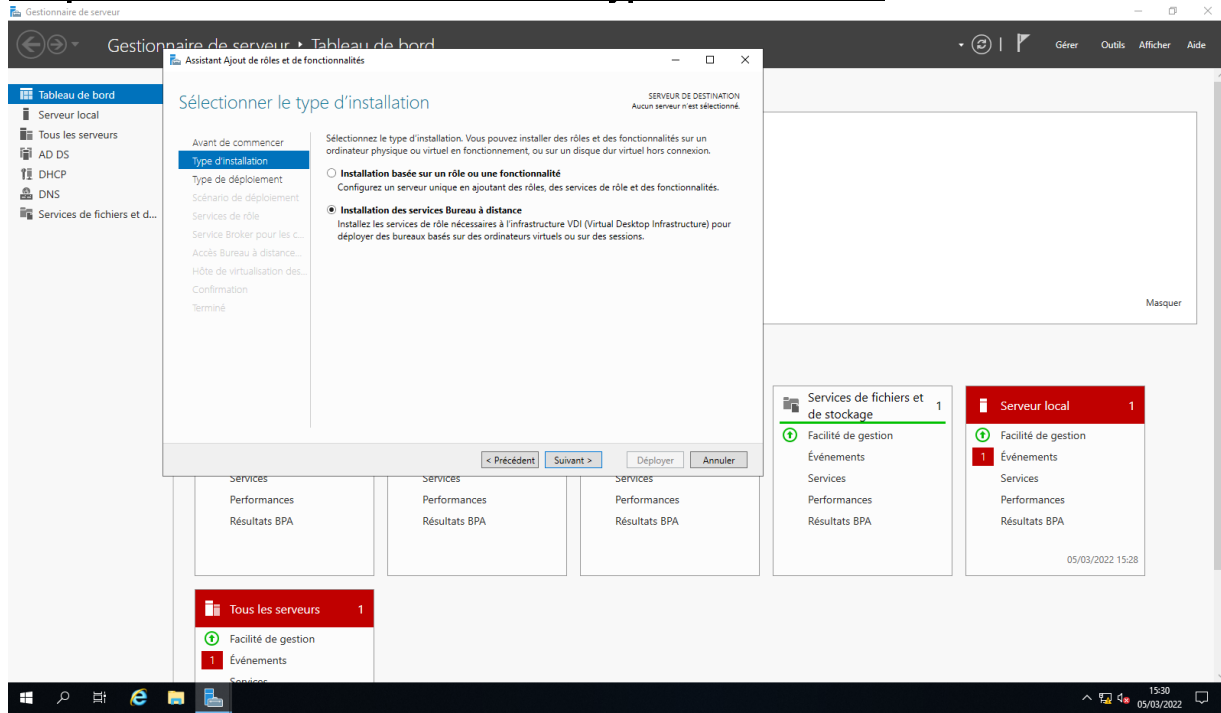 Gestionnaire de serveur
Gestionnaire de serveur • Tableau de bord
Gérer Outils Afficher Aide
Tableau de bord
Serveur local
Tous les serveurs
AD DS
DHCP
DNS
Services de fichiers et d...
Assistant Ajout de rôles et de fonctionnalités
Sélectionner le type d'installation
SERVEUR DE DESTINATION
Aucun serveur n'est sélectionné.
Avant de commencer
Type d'installation
Type de déploiement
Scénario de déploiement
Services de rôle
Service Broker pour les c...
Accès Bureau à distance...
Hôte de virtualisation des...
Confirmation
Terminé
Sélectionnez le type d'installation. Vous pouvez installer des rôles et des fonctionnalités sur un
ordinateur physique ou virtuel en fonctionnement, ou sur un disque dur virtuel hors connexion.
Installation basée sur un rôle ou une fonctionnalité
Configurez un serveur unique en ajoutant des rôles, des services de rôle et des fonctionnalités.
Installation des services Bureau à distance
Installez les services de rôle nécessaires à l'infrastructure VDI (Virtual Desktop Infrastructure) pour
déployer des bureaux basés sur des ordinateurs virtuels ou sur des sessions.
< Précédent Suivant > Déployer Annuler
Masquer
Services
Performances
Résultats BPA
Services
Performances
Résultats BPA
Services
Performances
Résultats BPA
Services de fichiers et
de stockage 1
Facilité de gestion
Événements
Services
Performances
Résultats BPA
Serveur local 1
Facilité de gestion
1 Événements
Services
Performances
Résultats BPA
05/03/2022 15:28
Tous les serveurs 1
Facilité de gestion
1 Événements
Services
15:30
05/03/2022